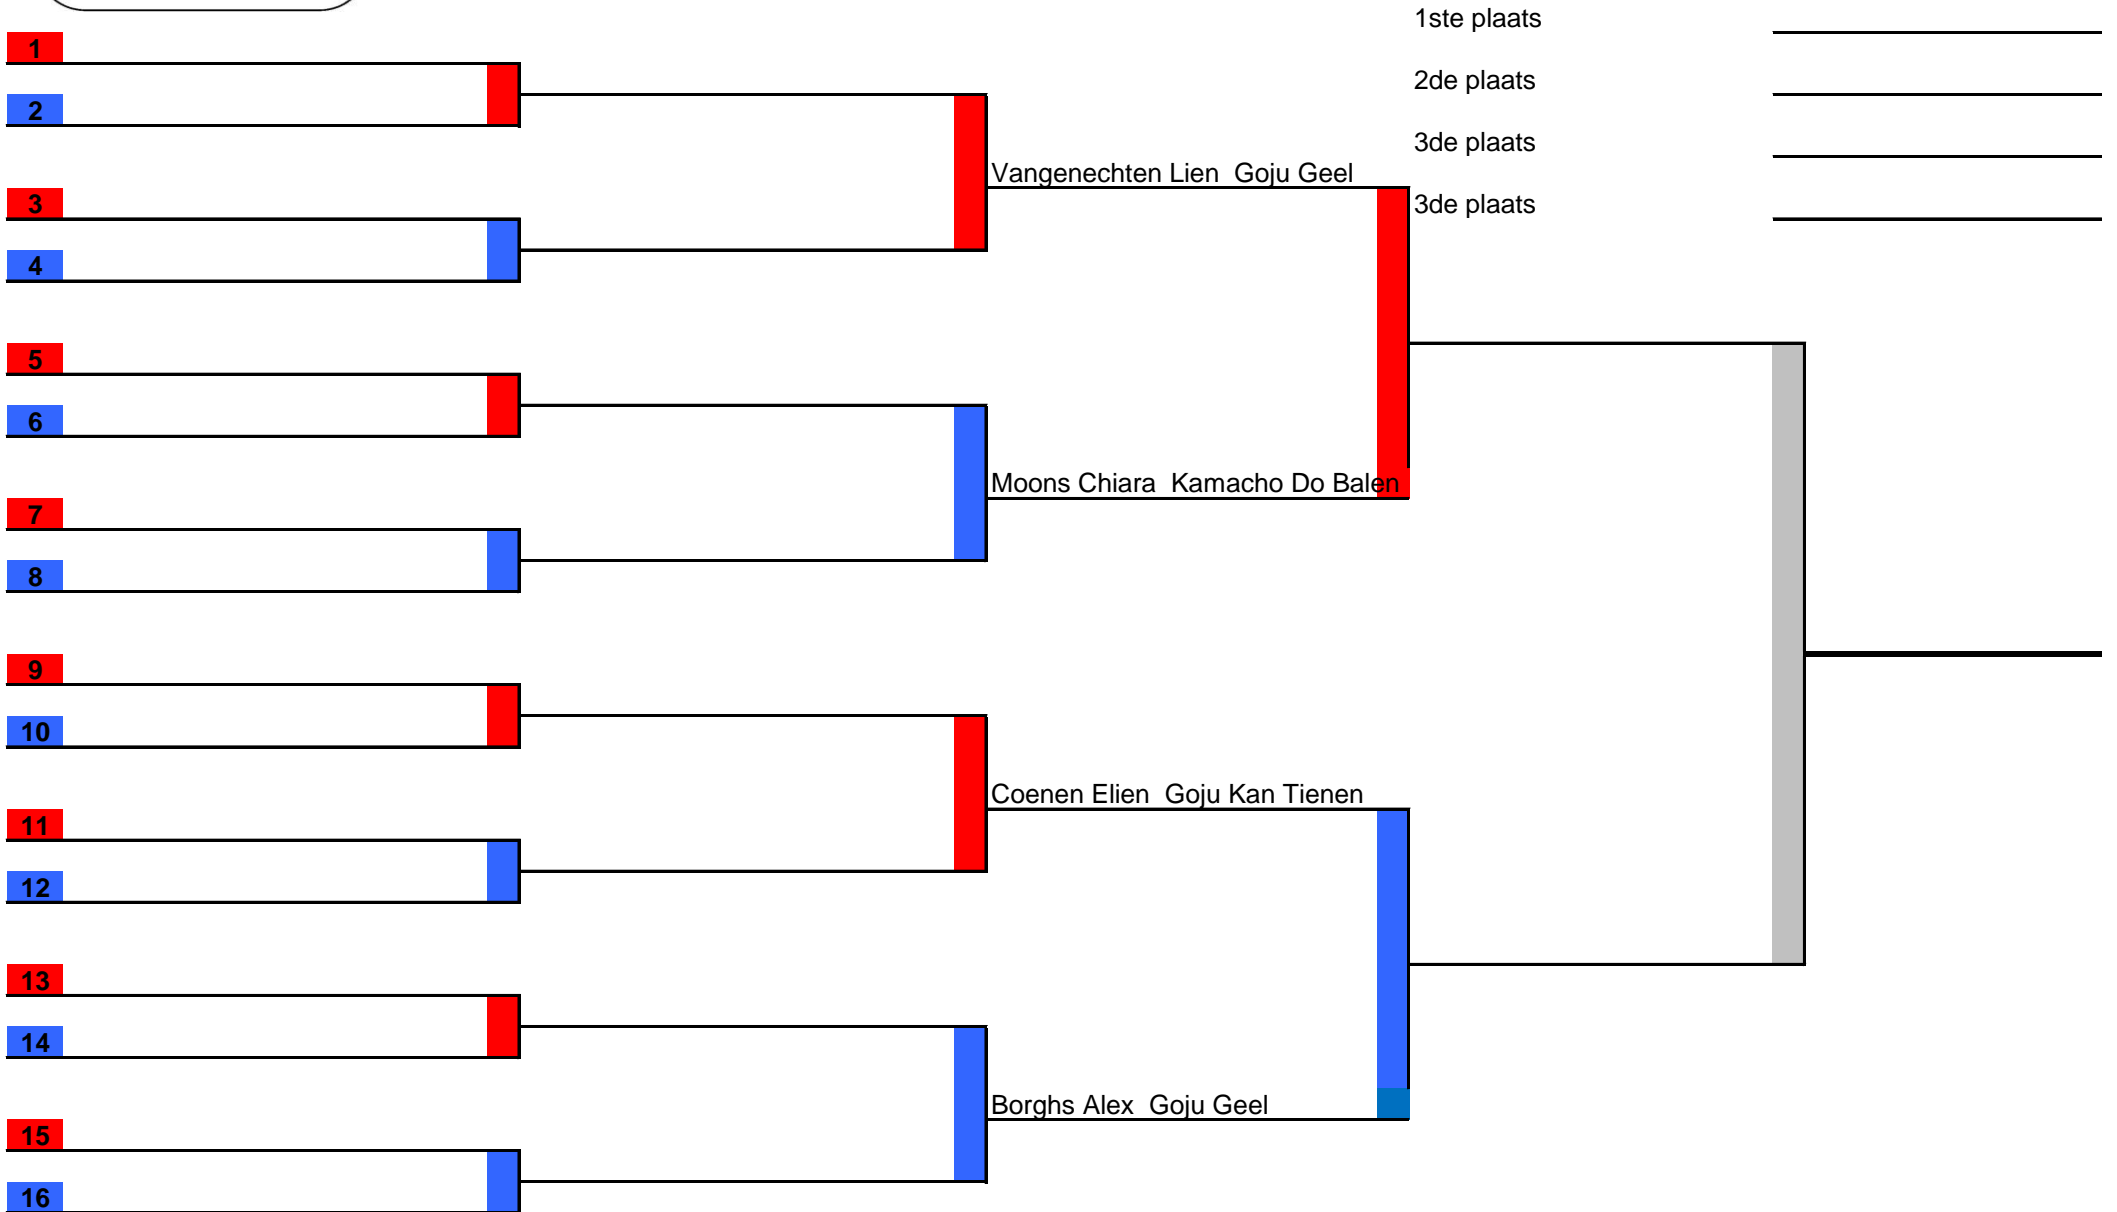 1ste plaats
1
2de plaats
2
3de plaats
Vangenechten Lien  Goju Geel
3
3de plaats
4
5
6
Moons Chiara  Kamacho Do Balen
7
8
9
10
Coenen Elien  Goju Kan Tienen
11
12
13
14
Borghs Alex  Goju Geel
15
16